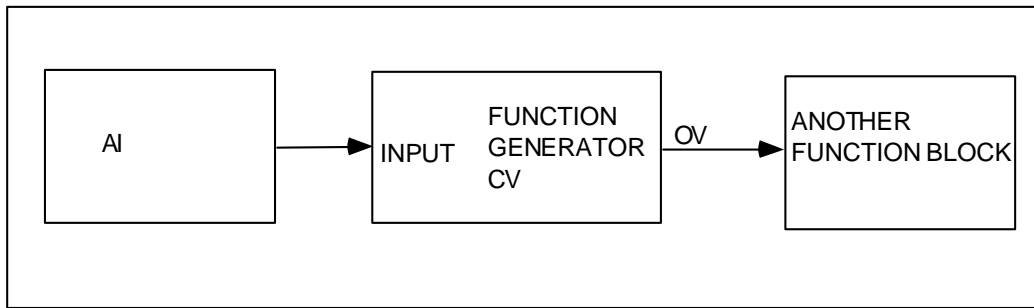 AI
INPUT
FUNCTION
GENERATOR
CV
OV
ANOTHER
FUNCTION BLOCK